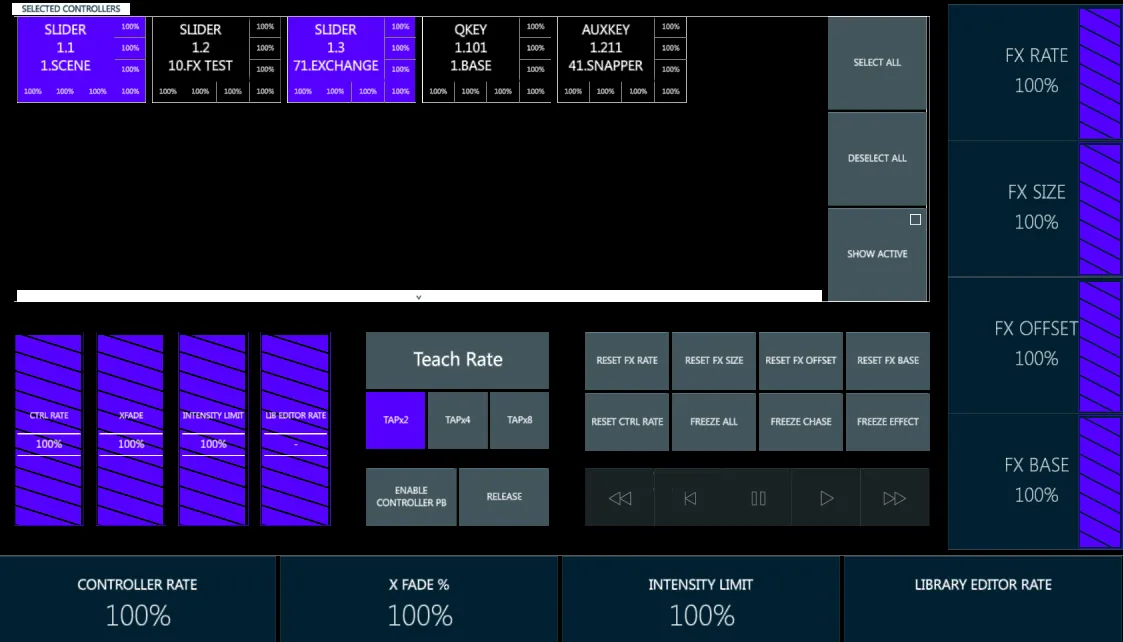 SELECTED CONTROLLERS
SLIDER
1.1
1.SCENE
100%
100%
100%
100% 100% 100% 100%
SLIDER
1.2
10.FX TEST
100%
100%
100%
100% 100% 100% 100%
SLIDER
1.3
71.EXCHANGE
100%
100%
100%
100% 100% 100% 100%
QKEY
1.101
1.BASE
100%
100%
100%
100% 100% 100% 100%
AUXKEY
1.211
41.SNAPPER
100%
100%
100%
100% 100% 100% 100%
SELECT ALL
DESELECT ALL
SHOW ACTIVE
FX RATE
100%
FX SIZE
100%
FX OFFSET
100%
FX BASE
100%
CTRL RATE
100%
XFADE
100%
INTENSITY LIMIT
100%
LIB EDITOR RATE
-
Teach Rate
TAPx2 TAPx4 TAPx8
ENABLE
CONTROLLER PB
RELEASE
RESET FX RATE RESET FX SIZE RESET FX OFFSET RESET FX BASE
RESET CTRL RATE FREEZE ALL FREEZE CHASE FREEZE EFFECT
CONTROLLER RATE
100%
X FADE %
100%
INTENSITY LIMIT
100%
LIBRARY EDITOR RATE